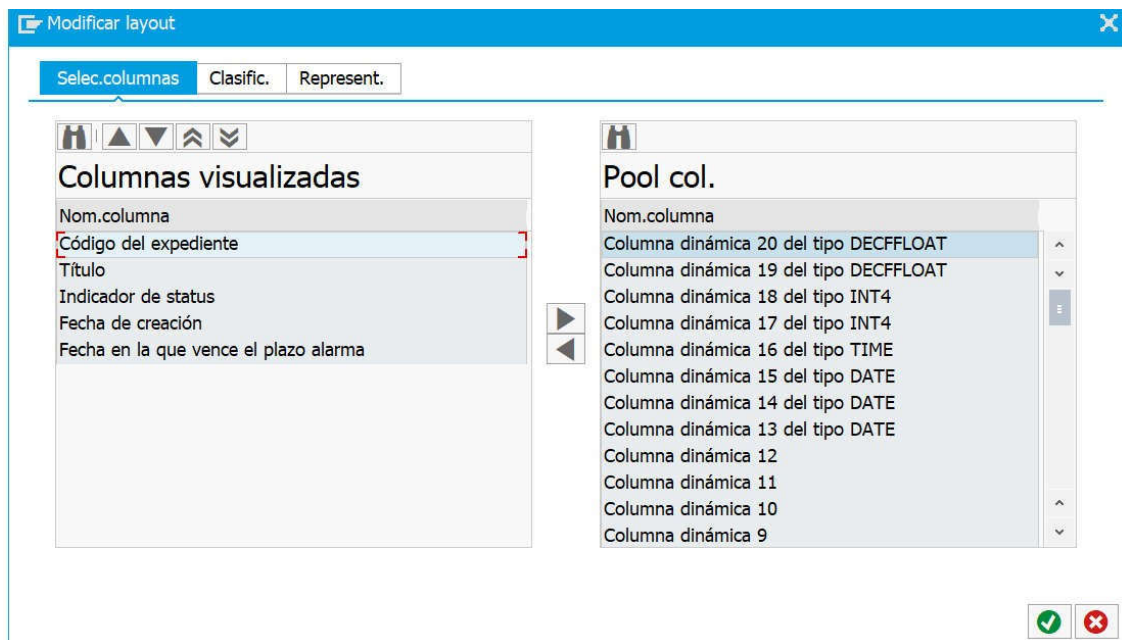 Modificar layout
Selec.columnas
Clasific.
Represent.
Columnas visualizadas
Nom.columna
Código del expediente
Título
Indicador de status
Fecha de creación
Fecha en la que vence el plazo alarma
Pool col.
Nom.columna
Columna dinámica 20 del tipo DECFFLOAT
Columna dinámica 19 del tipo DECFFLOAT
Columna dinámica 18 del tipo INT4
Columna dinámica 17 del tipo INT4
Columna dinámica 16 del tipo TIME
Columna dinámica 15 del tipo DATE
Columna dinámica 14 del tipo DATE
Columna dinámica 13 del tipo DATE
Columna dinámica 12
Columna dinámica 11
Columna dinámica 10
Columna dinámica 9